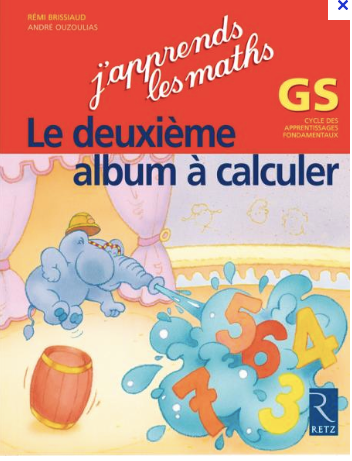 RÉMI BRISSIAUD
ANDRÉ OUZOULIAS
j'apprends
les maths
GS
CYCLE DES
APPRENTISSAGES
FONDAMENTAUX
Le deuxième
album à calculer
5
6
4
7
3
R
RETZ